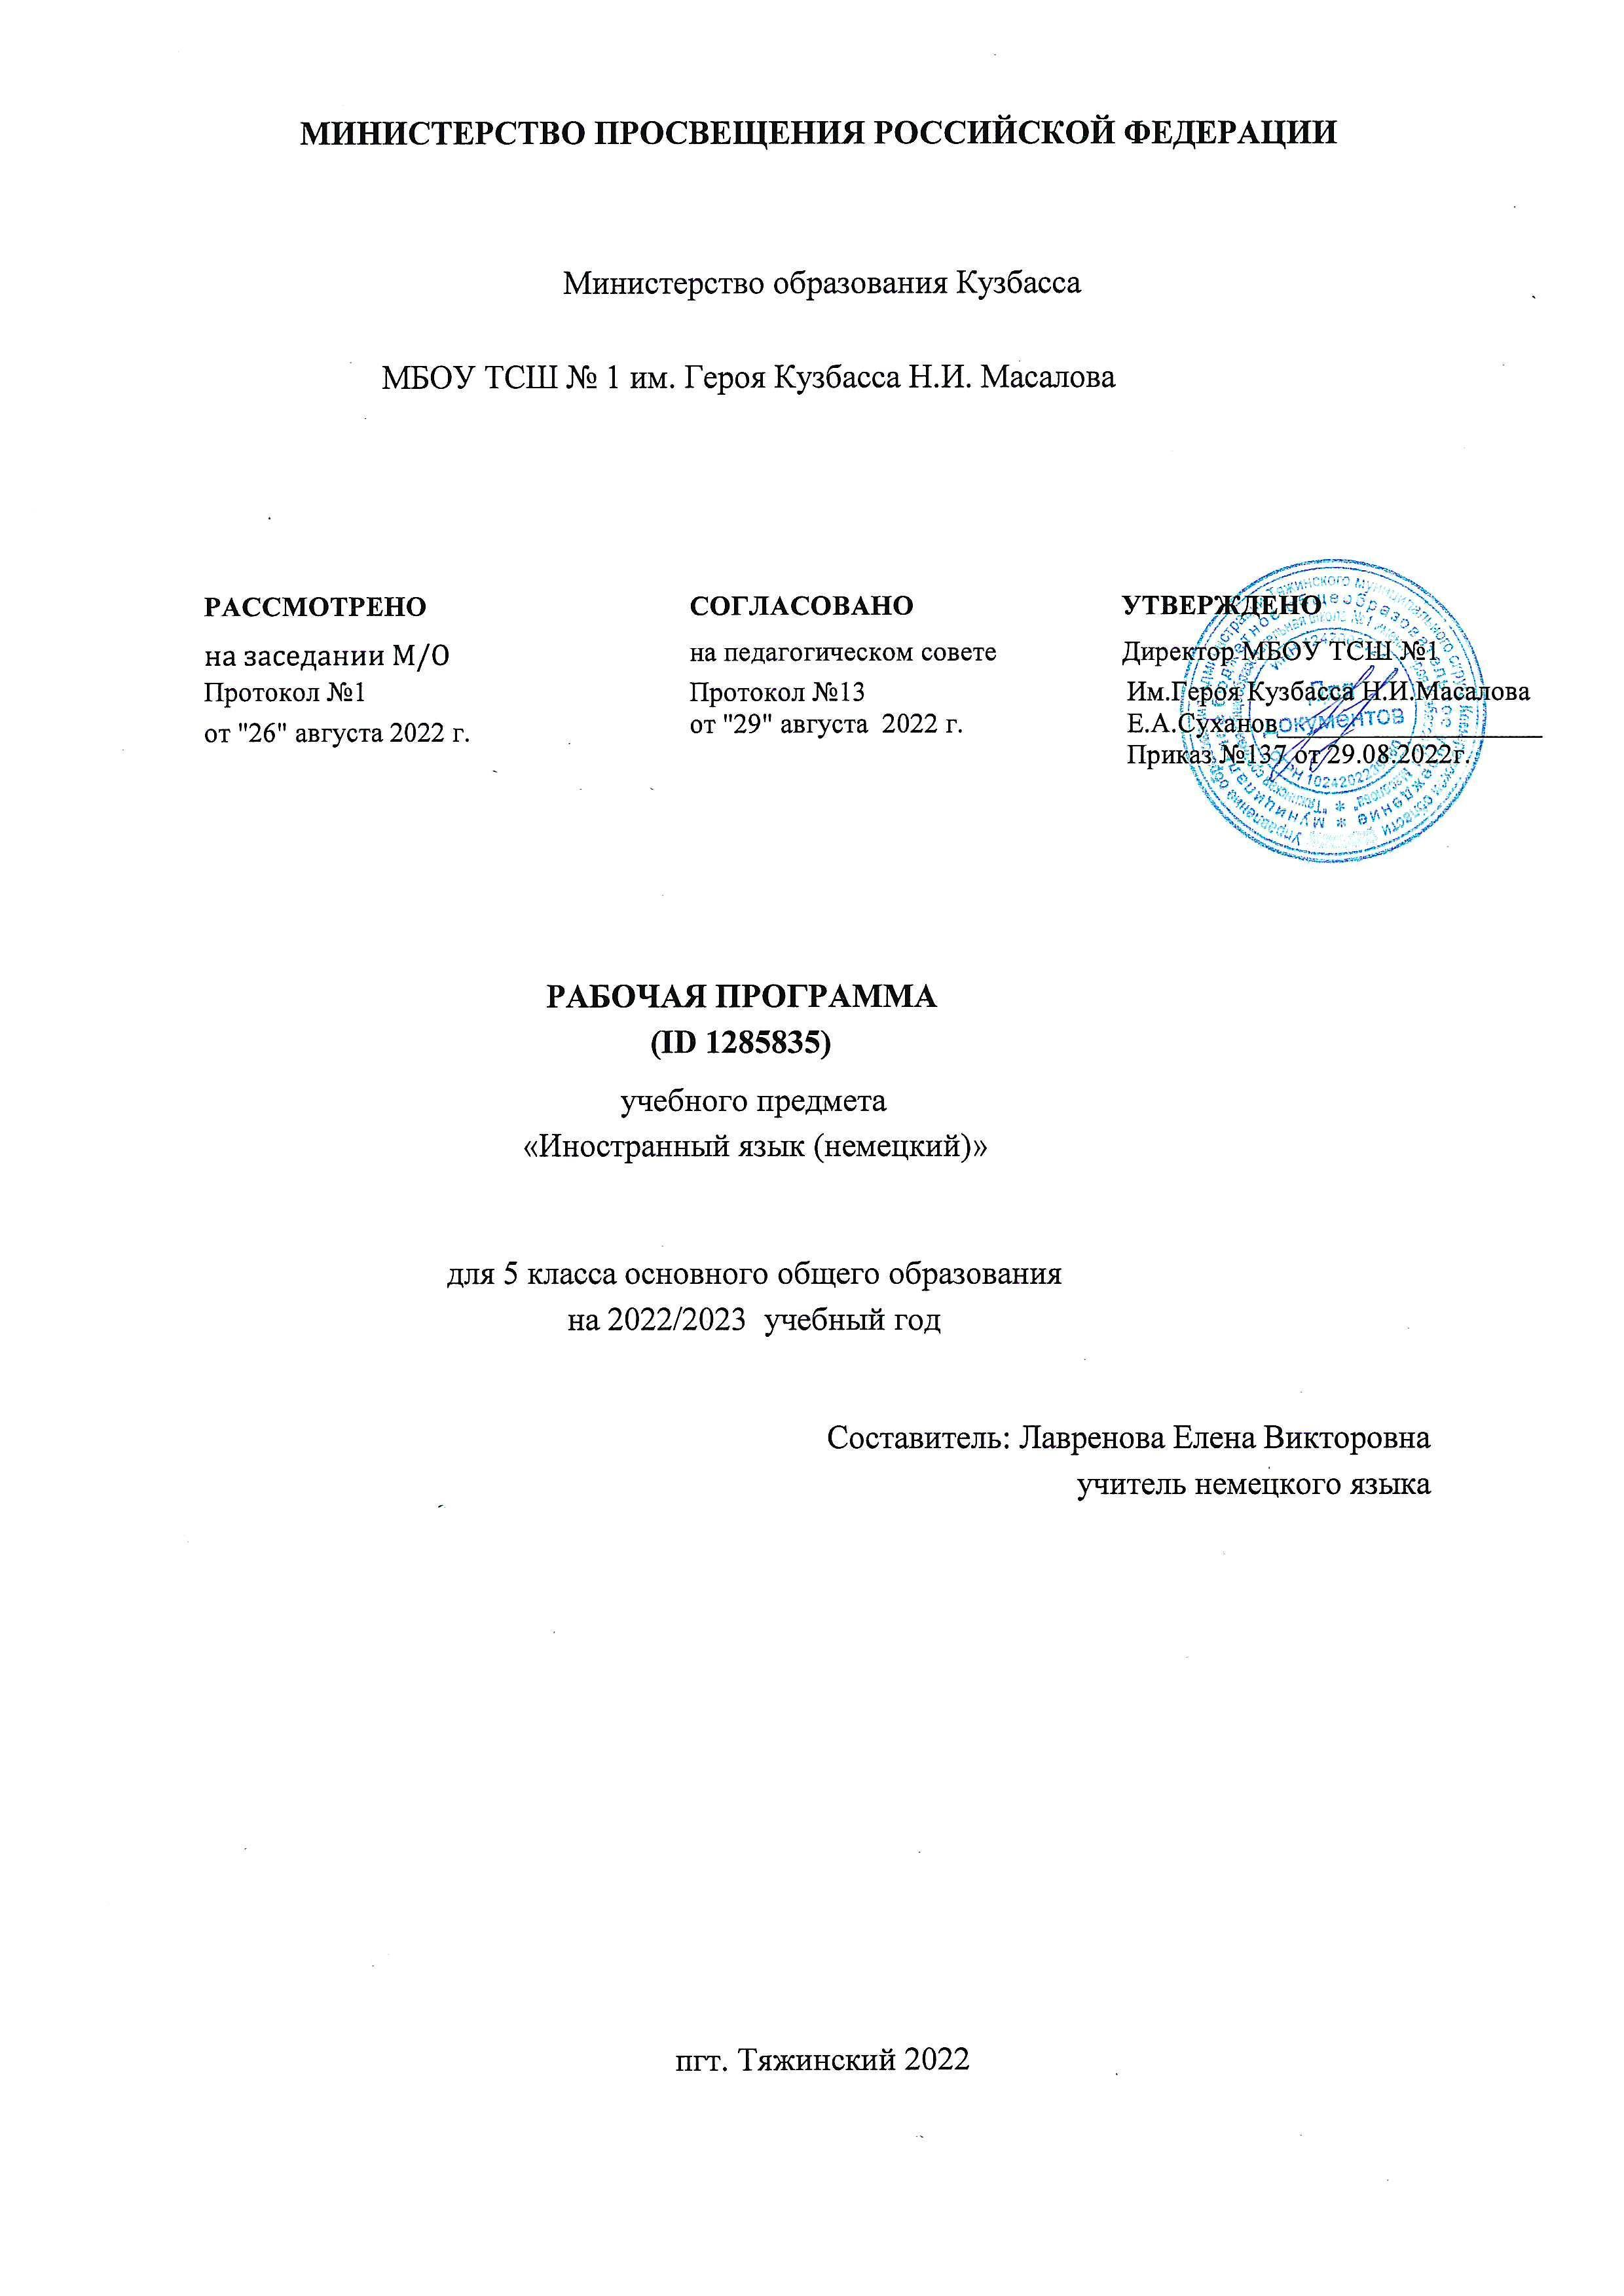 МИНИСТЕРСТВО ПРОСВЕЩЕНИЯ РОССИЙСКОЙ ФЕДЕРАЦИИ
Министерство образования Кузбасса
МБОУ ТСШ № 1 им. Героя Кузбасса Н.И. Масалова
РАССМОТРЕНО
на заседании М/О
Протокол №1
от "26" августа 2022 г.
СОГЛАСОВАНО
на педагогическом совете
Протокол №13
от "29" августа 2022 г.
УТВЕРЖДЕНО
Директор МБОУ ТСШ №1
Им.Героя Кузбасса Н.И.Масалова
Е.А.Суханов
Приказ №137 от 29.08.2022г.
документов
РАБОЧАЯ ПРОГРАММА
(ID 1285835)
учебного предмета
«Иностранный язык (немецкий)»
для 5 класса основного общего образования
на 2022/2023 учебный год
Составитель: Лавренова Елена Викторовна
учитель немецкого языка
пгт. Тяжинский 2022